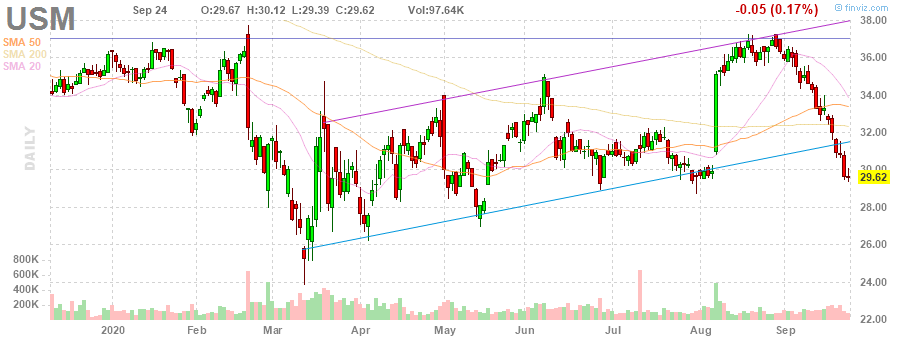 USM Sep 24 O:29.67 H:30.12 L:29.39 C:29.62 Vol:97.64K -0.05 (0.17%) © finviz.com
SMA 50
SMA 200
SMA 20
DAILY
38.00
36.00
34.00
32.00
30.00
29.62
28.00
26.00
24.00
22.00
800K
600K
400K
200K
2020 Feb Mar Apr May Jun Jul Aug Sep